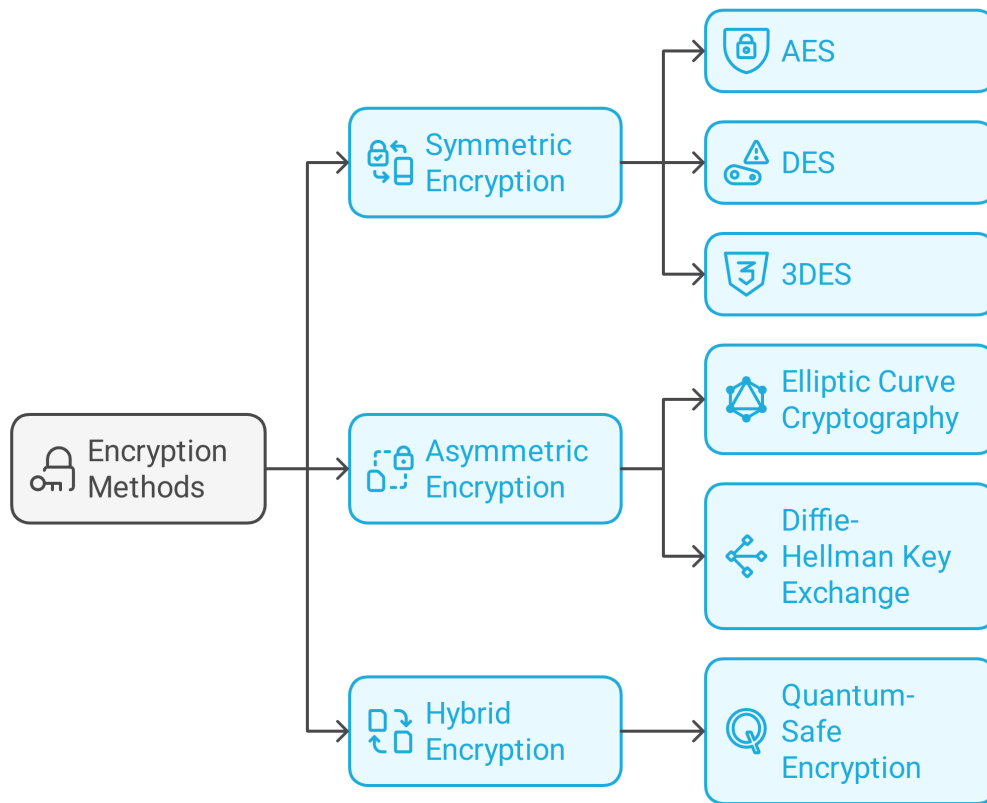 Encryption
Methods
Symmetric
Encryption
AES
DES
3DES
Asymmetric
Encryption
Elliptic Curve
Cryptography
Diffie-
Hellman Key
Exchange
Hybrid
Encryption
Quantum-
Safe
Encryption